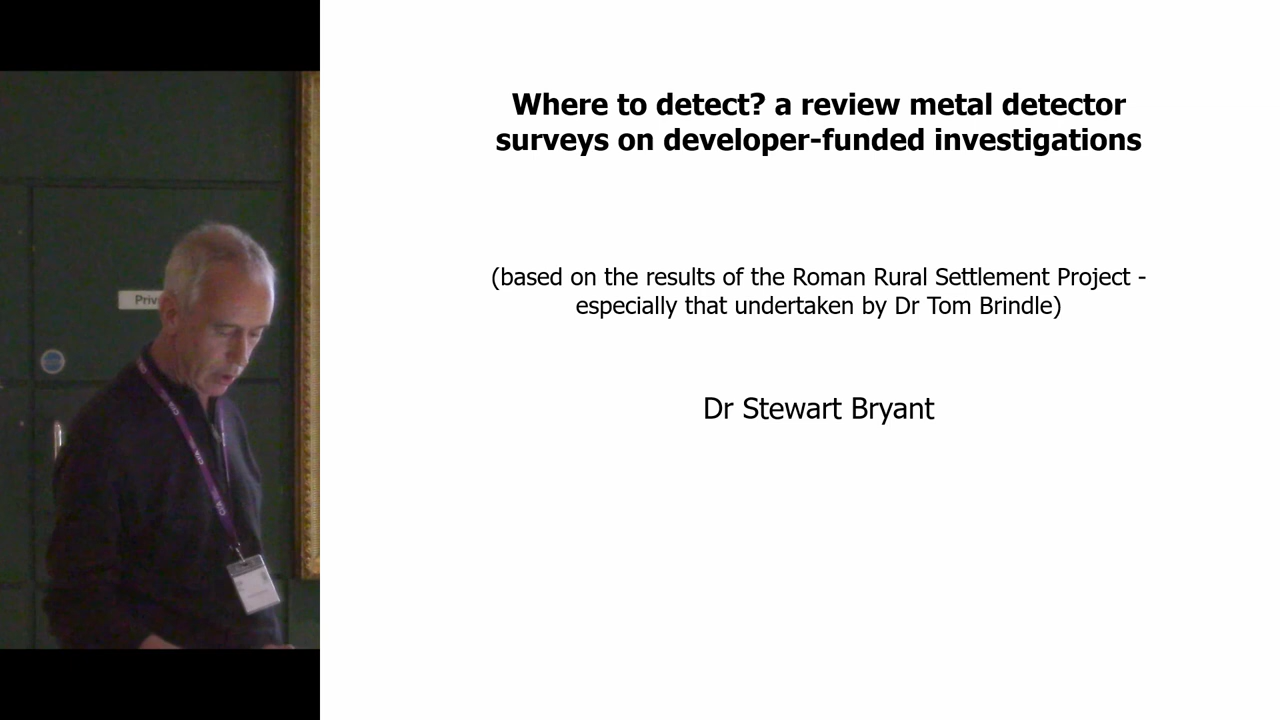 Where to detect? a review metal detector
surveys on developer-funded investigations
(based on the results of the Roman Rural Settlement Project -
especially that undertaken by Dr Tom Brindle)
Dr Stewart Bryant